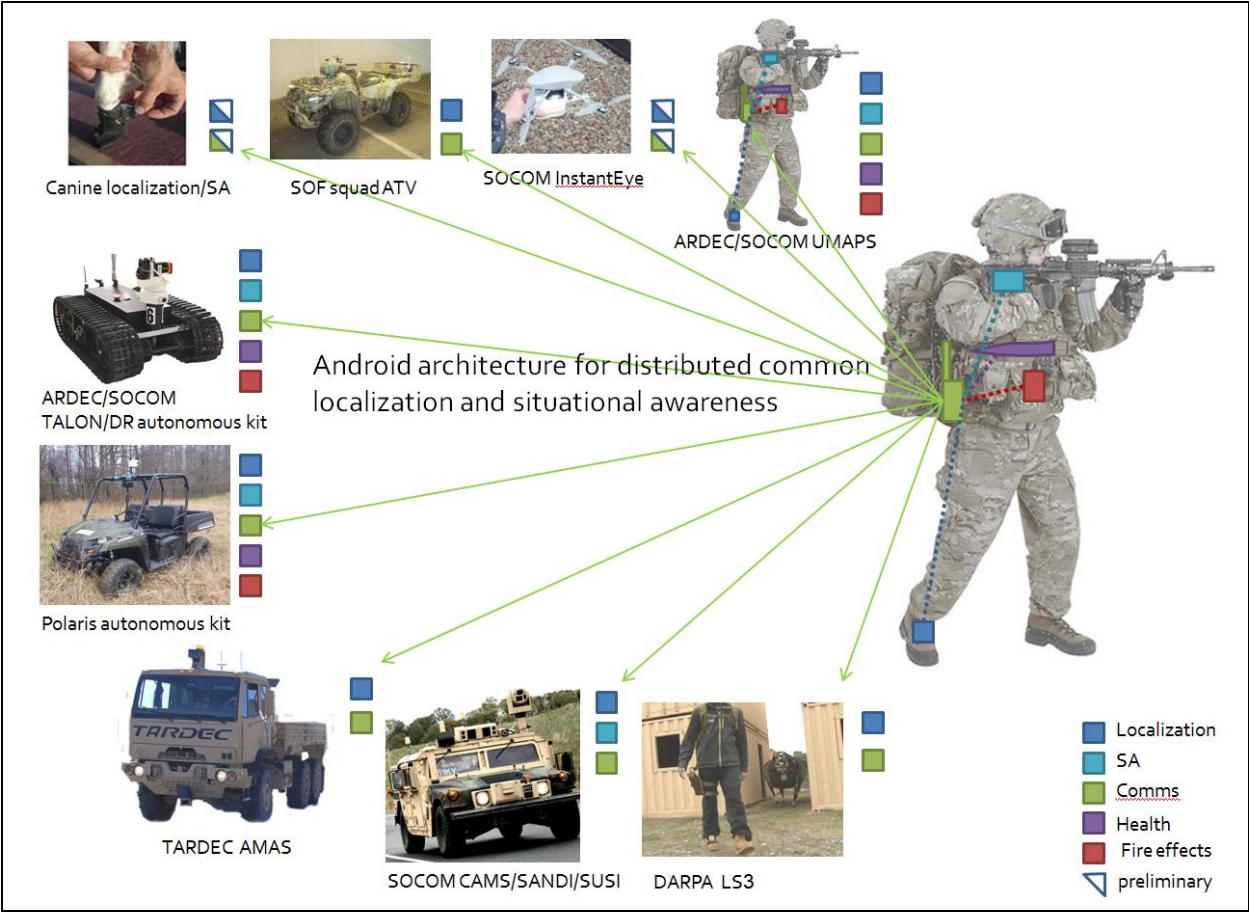 Canine localization/SA
SOF squad ATV
SOCOM InstantEye
ARDEC/SOCOM UMAPS
6
ARDEC/SOCOM
TALON/DR autonomous kit
Android architecture for distributed common
localization and situational awareness
Polaris autonomous kit
TARDEC
TARDEC AMAS
SOCOM CAMS/SANDI/SUSI
DARPA LS3
Localization
SA
Comms
Health
Fire effects
preliminary